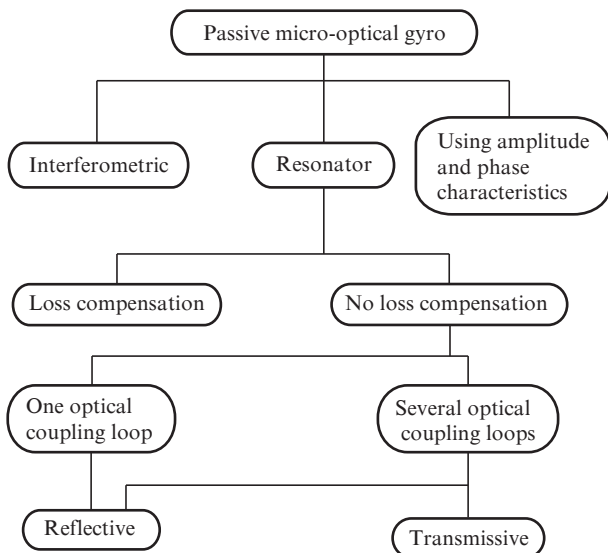 Passive micro-optical gyro
Interferometric
Resonator
Using amplitude
and phase
characteristics
Loss compensation
No loss compensation
One optical
coupling loop
Several optical
coupling loops
Reflective
Transmissive